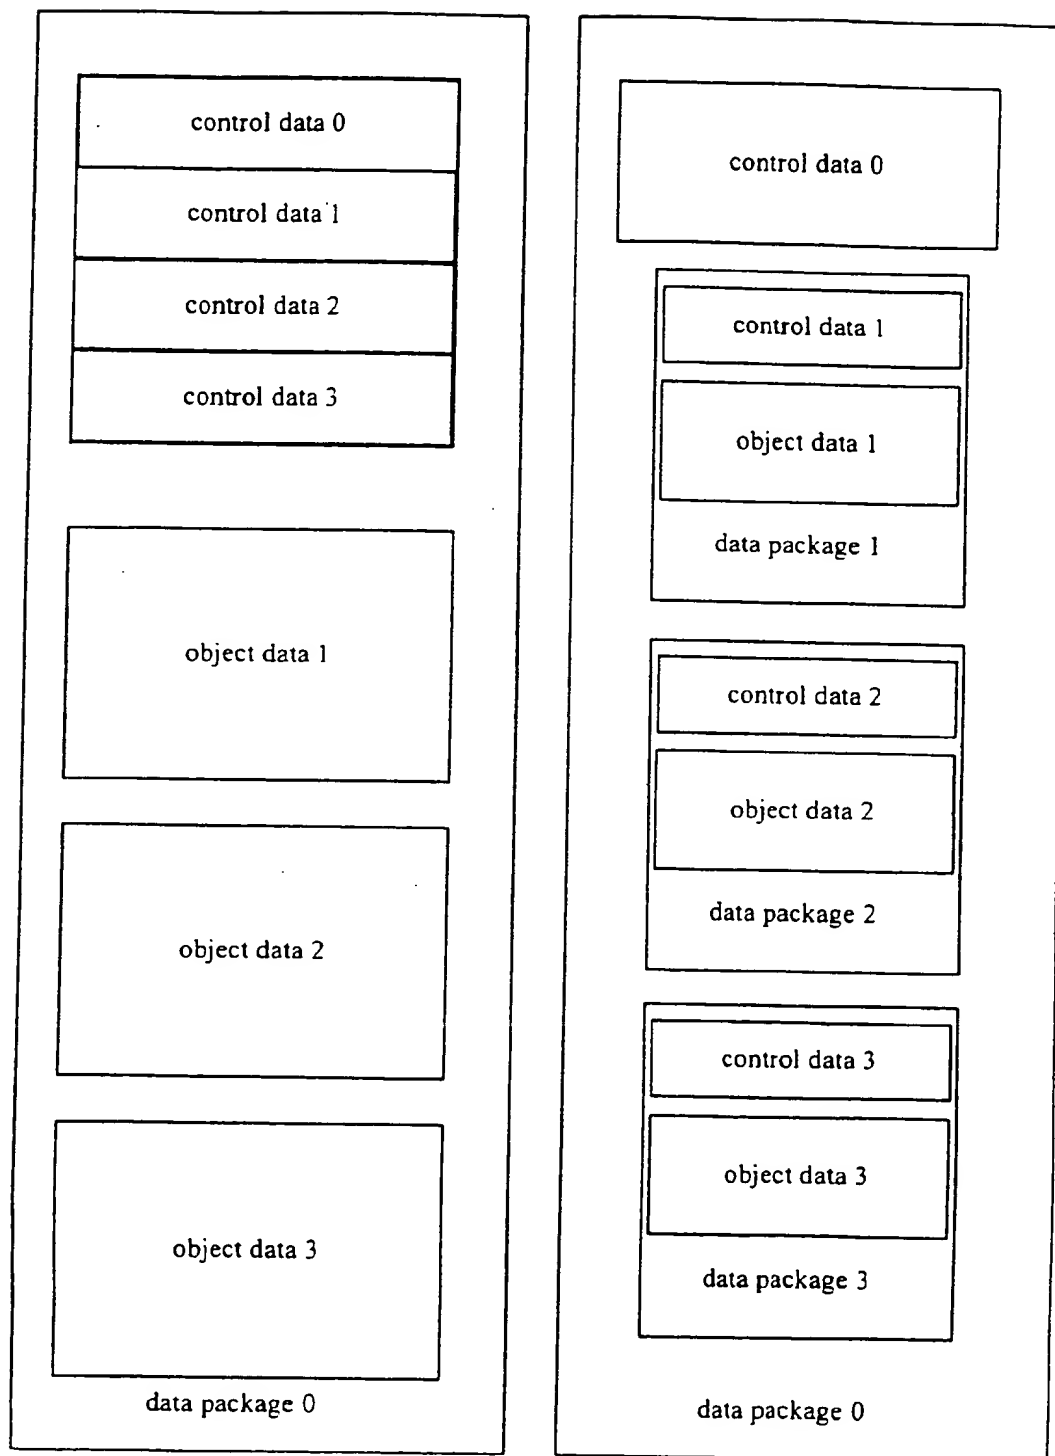 control data 0
control data 1
control data 2
control data 3
object data 1
object data 2
object data 3
data package 0
control data 0
control data 1
object data 1
data package 1
control data 2
object data 2
data package 2
control data 3
object data 3
data package 3
data package 0